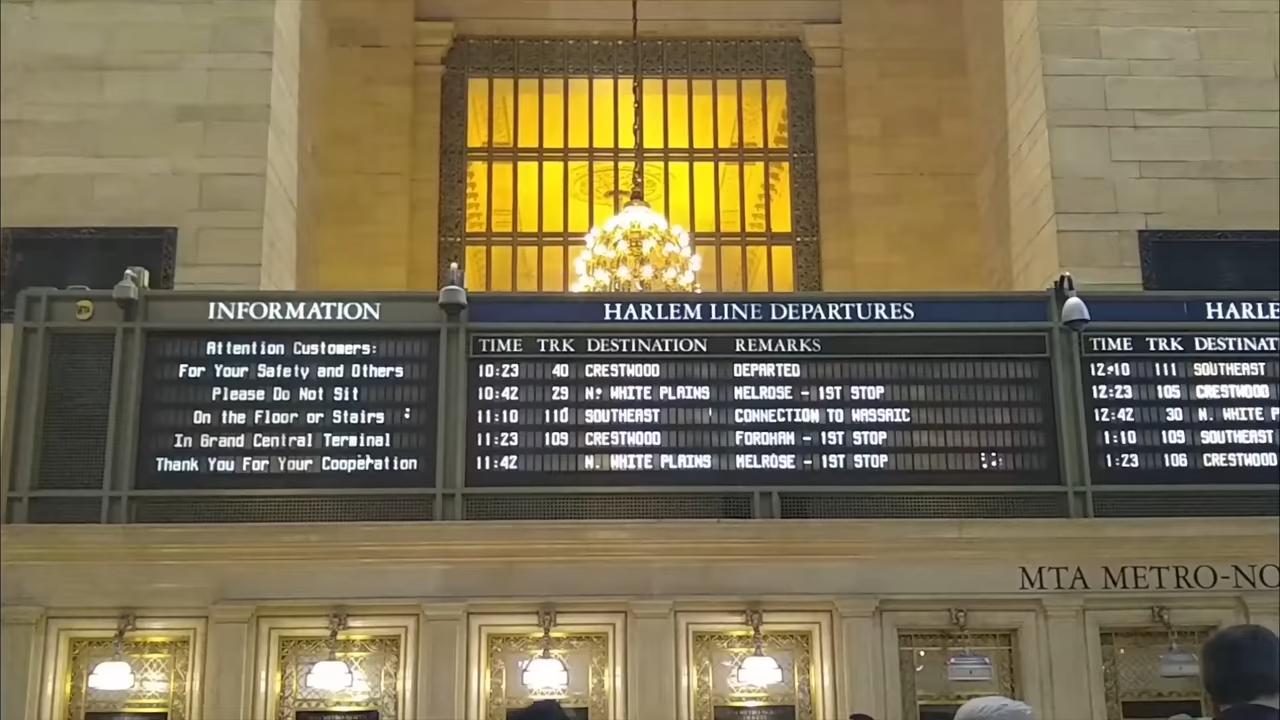 INFORMATION
Attention Customers:
For Your Safety and Others
Please Do Not Sit
On the Floor or Stairs
In Grand Central Terminal
Thank You For Your Cooperation
HARLEM LINE DEPARTURES
TIME TRK DESTINATION REMARKS
10:23 40 CRESTWOOD DEPARTED
10:42 29 N. WHITE PLAINS MELROSE - 1ST STOP
11:10 110 SOUTHEAST CONNECTION TO WASSAIC
11:23 109 CRESTWOOD FORDHAM - 1ST STOP
11:42 N. WHITE PLAINS MELROSE - 1ST STOP
HARLE
TIME TRK DESTINAT
12:10 111 SOUTHEAST
12:23 105 CRESTWOOD
12:42 30 N. WHITE P
1:10 109 SOUTHEAST
1:23 106 CRESTWOOD
MTA METRO-NO